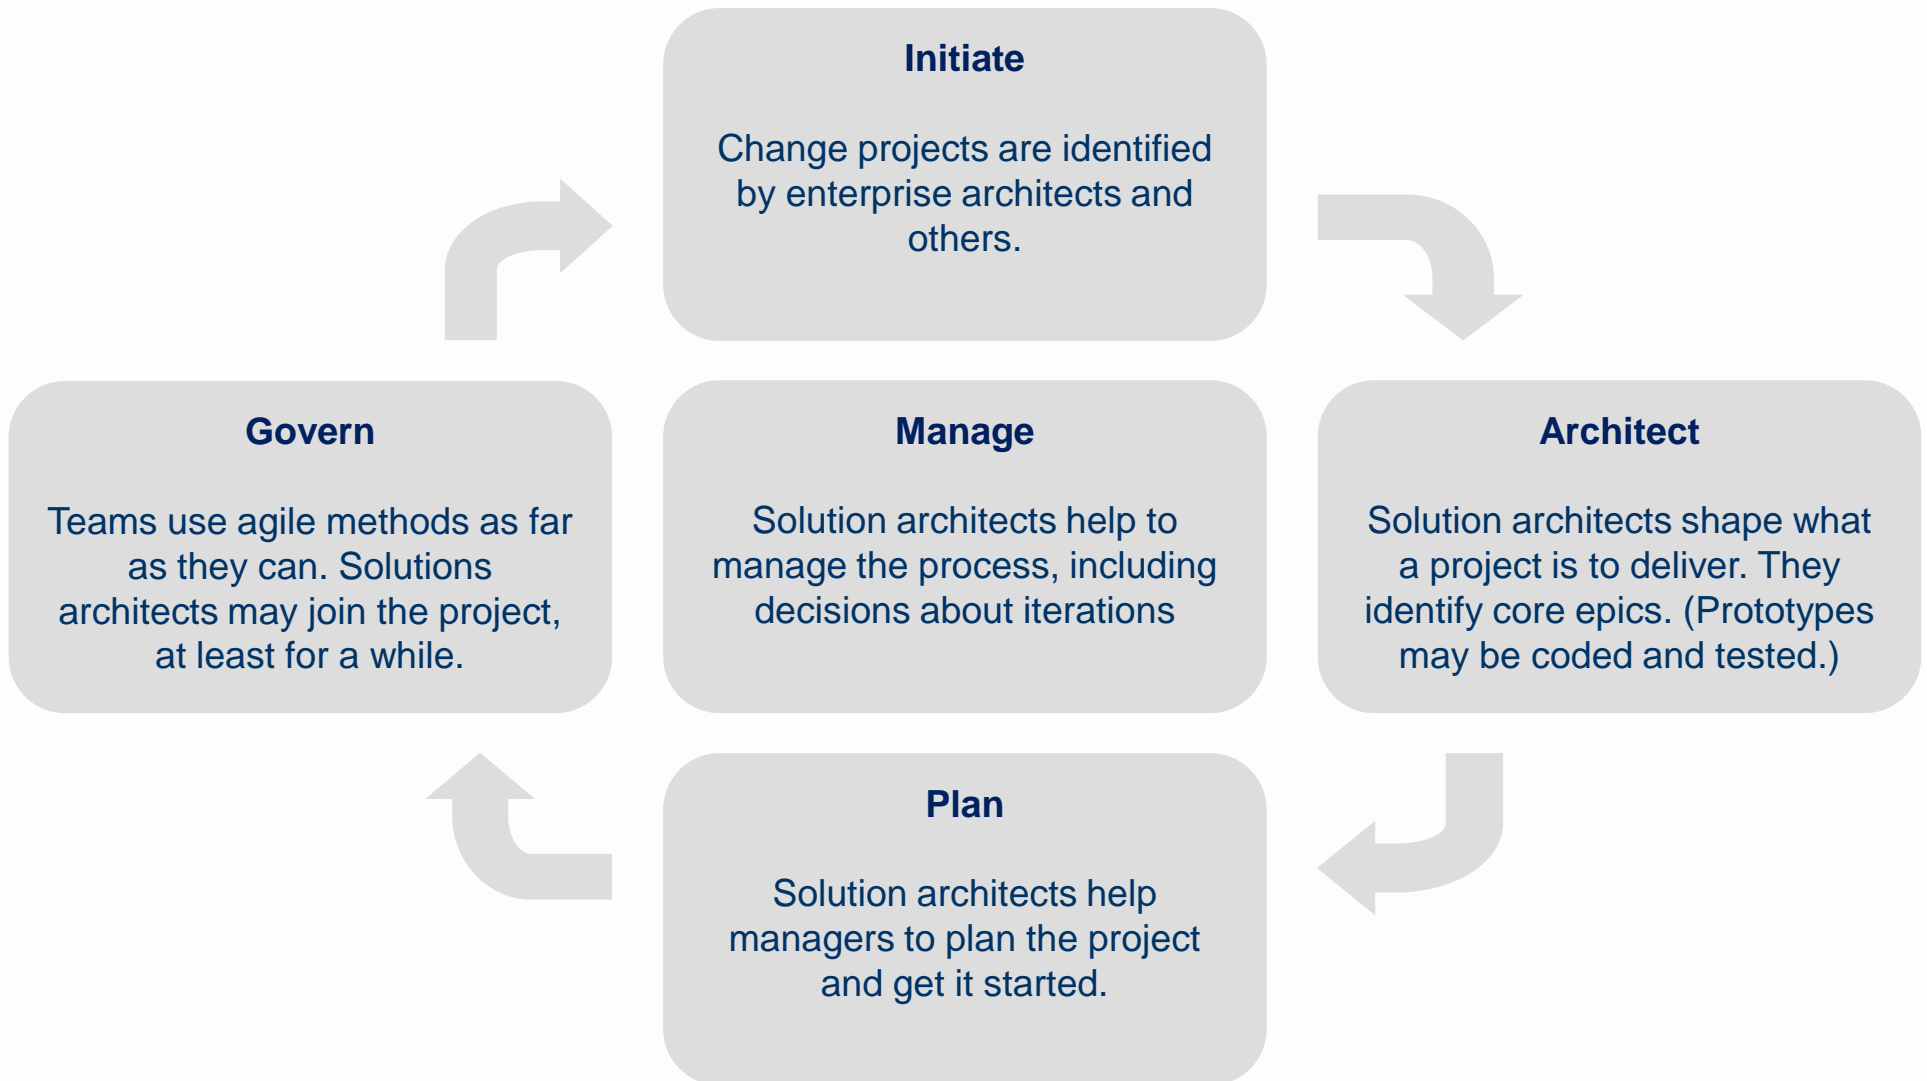 Initiate
Change projects are identified
by enterprise architects and
others.
Govern
Teams use agile methods as far
as they can. Solutions
architects may join the project,
at least for a while.
Manage
Solution architects help to
manage the process, including
decisions about iterations
Architect
Solution architects shape what
a project is to deliver. They
identify core epics. (Prototypes
may be coded and tested.)
Plan
Solution architects help
managers to plan the project
and get it started.